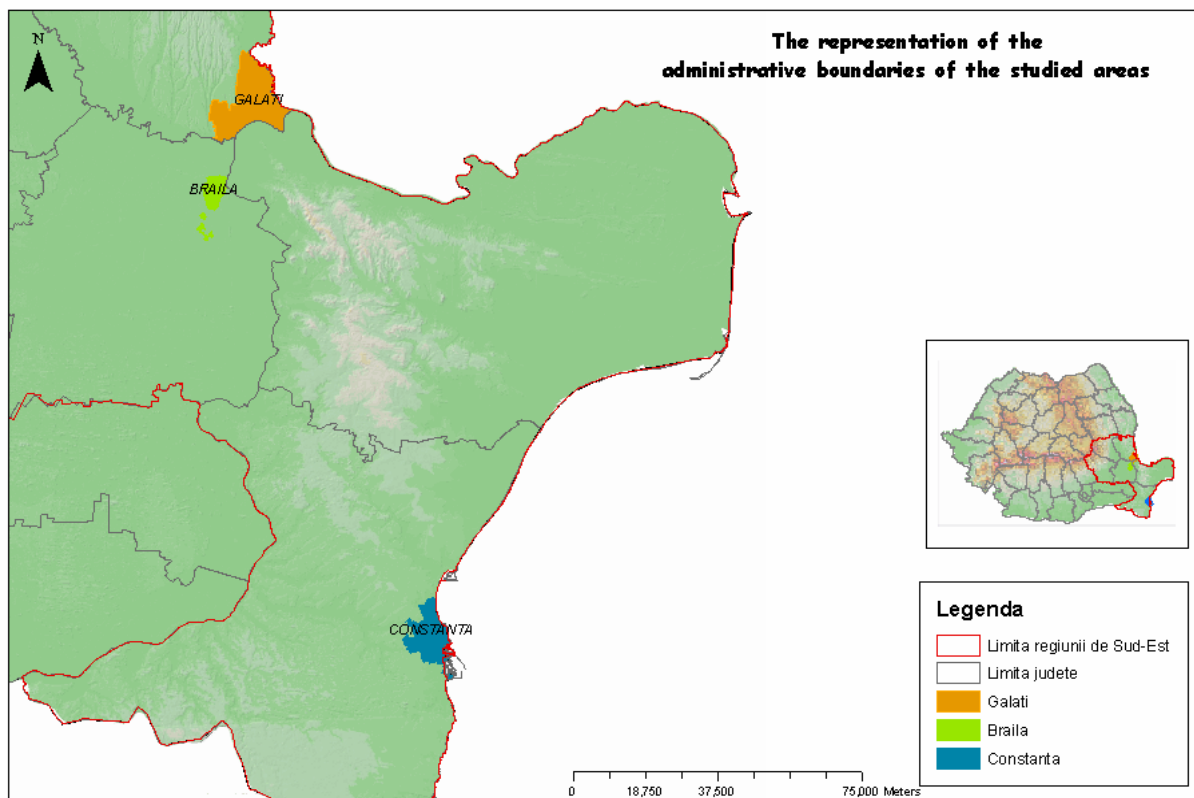 The representation of the
administrative boundaries of the studied areas
N
GALATI
BRAILA
CONSTANTA
Legenda
Limita regiunii de Sud-Est
Limita judete
Galati
Braila
Constanta
0 18,750 37,500 75,000 Meters